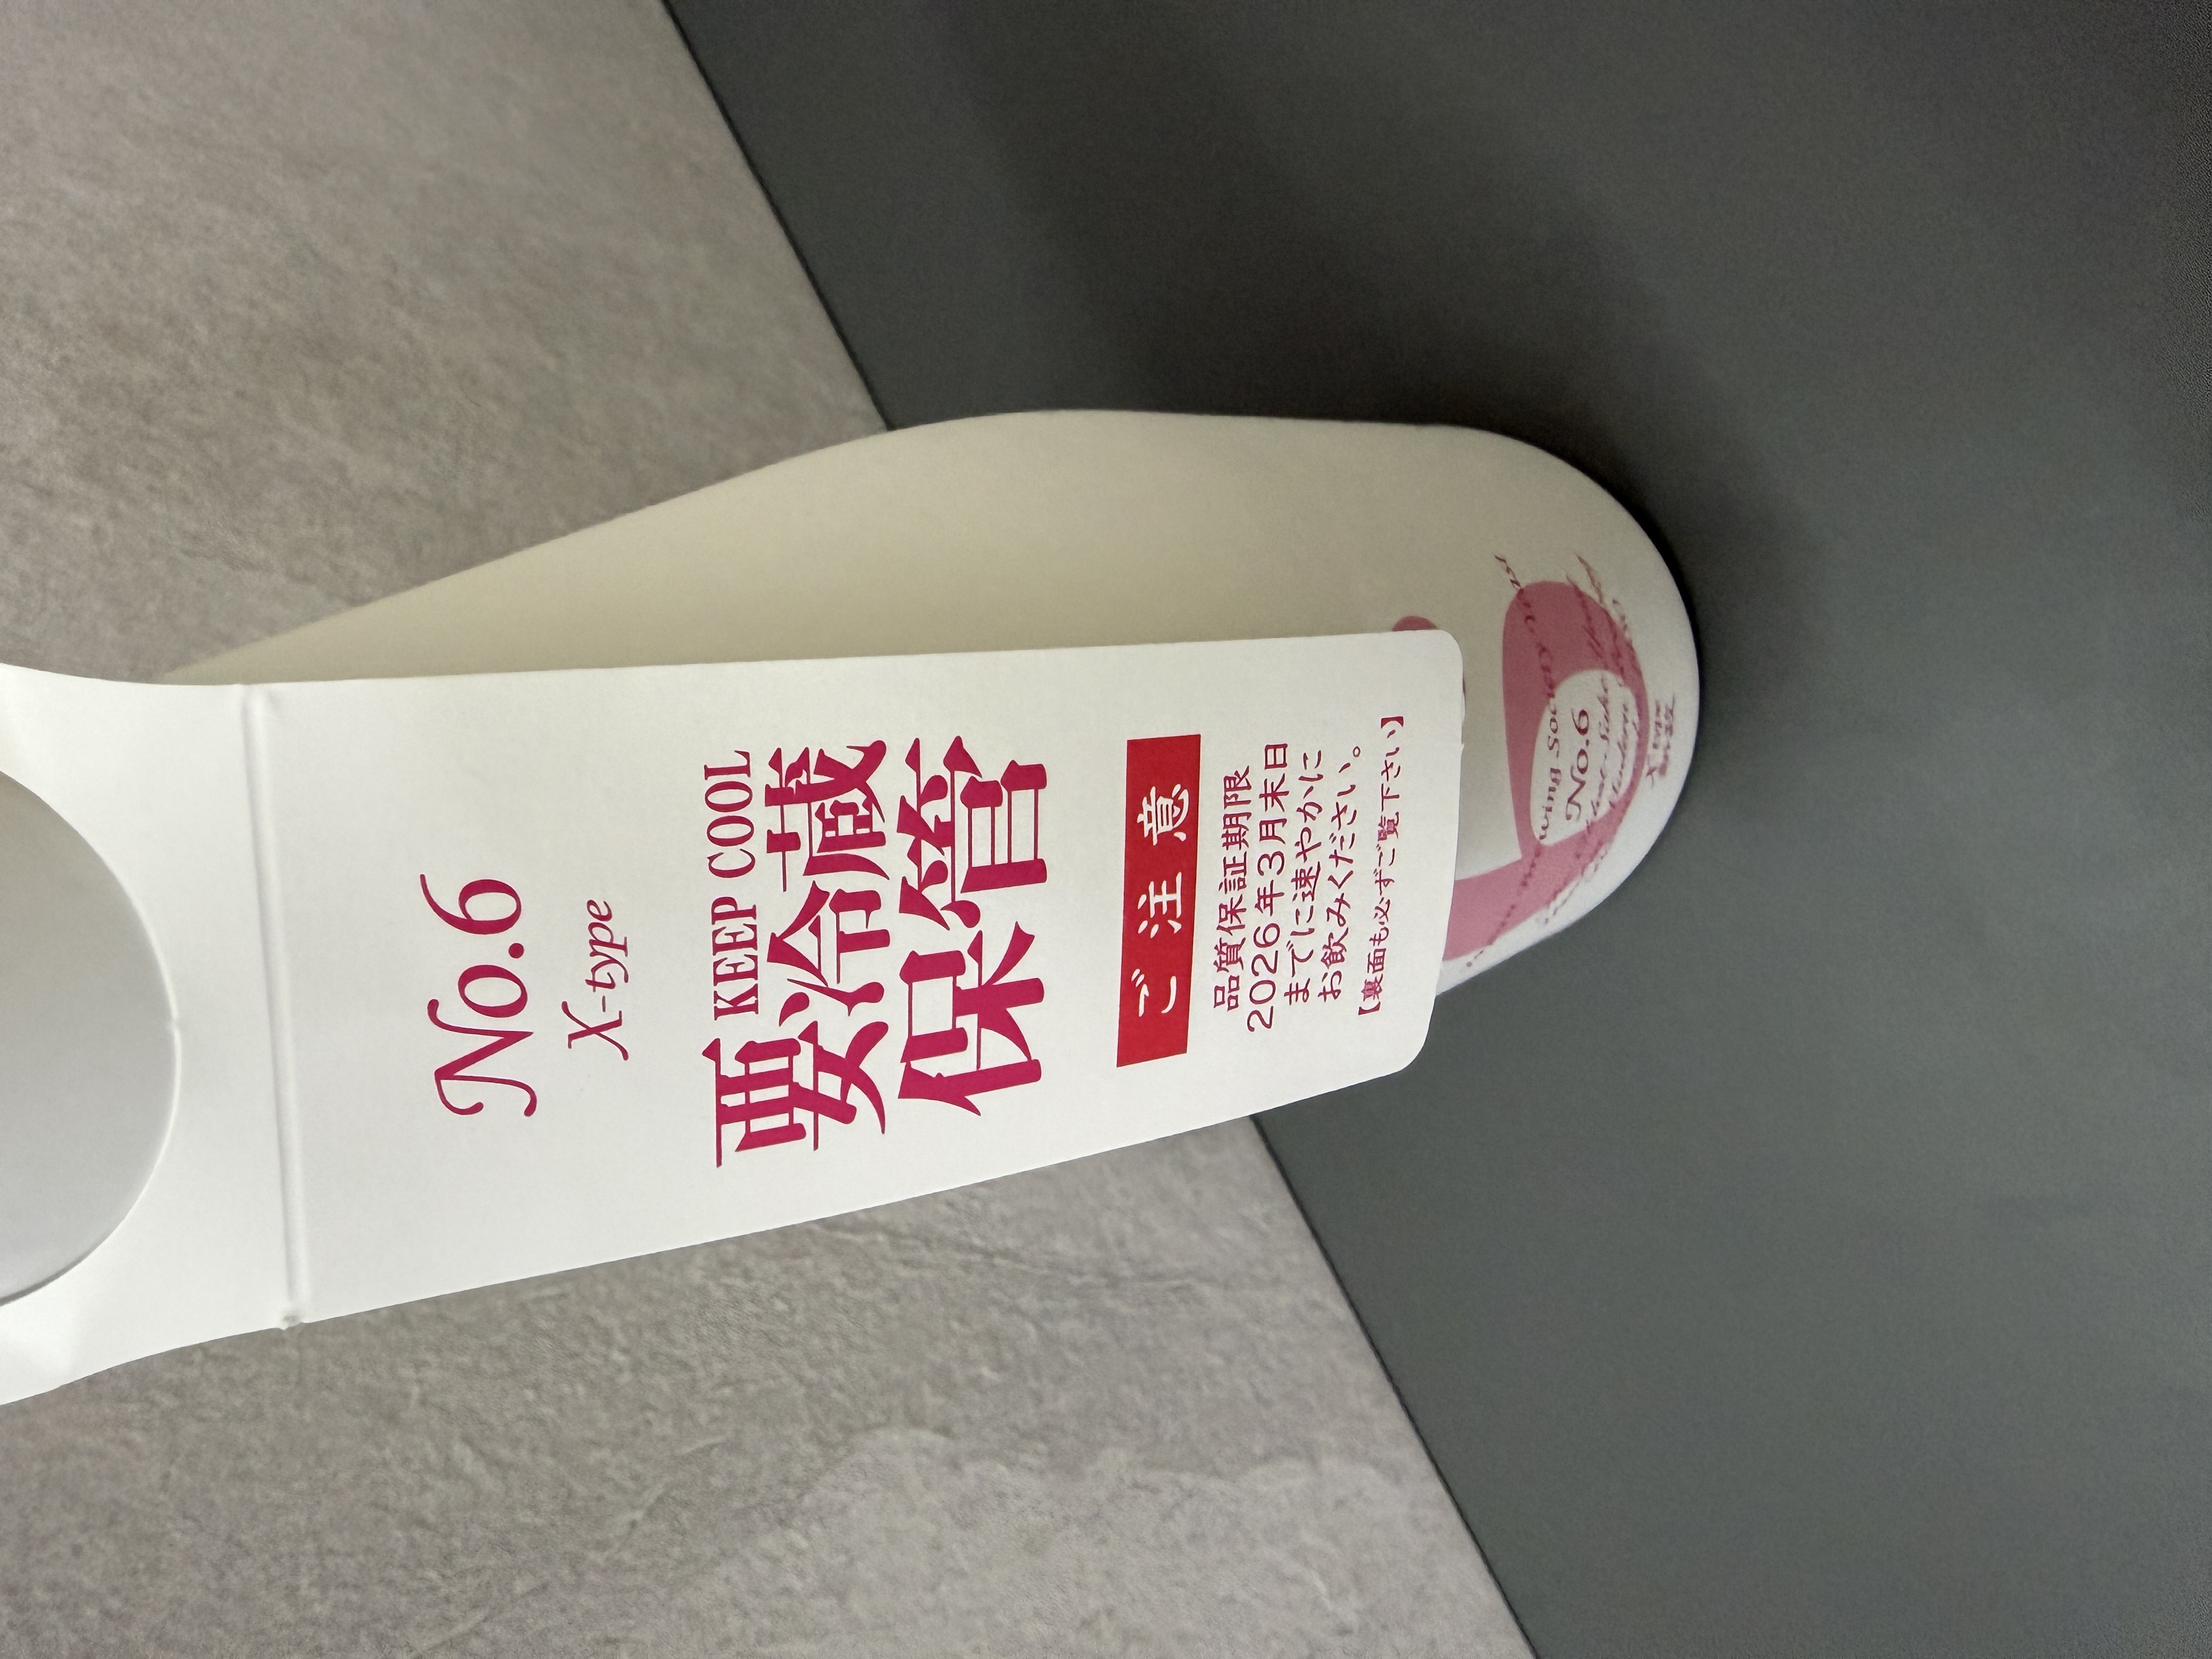 No.6
X-type
KEEP COOL
要冷蔵
保管
ご注意
品質保証期限
2026年3月末日
までに速やかに
お飲みください。
【裏面も必ずご覧下さい】
No.6